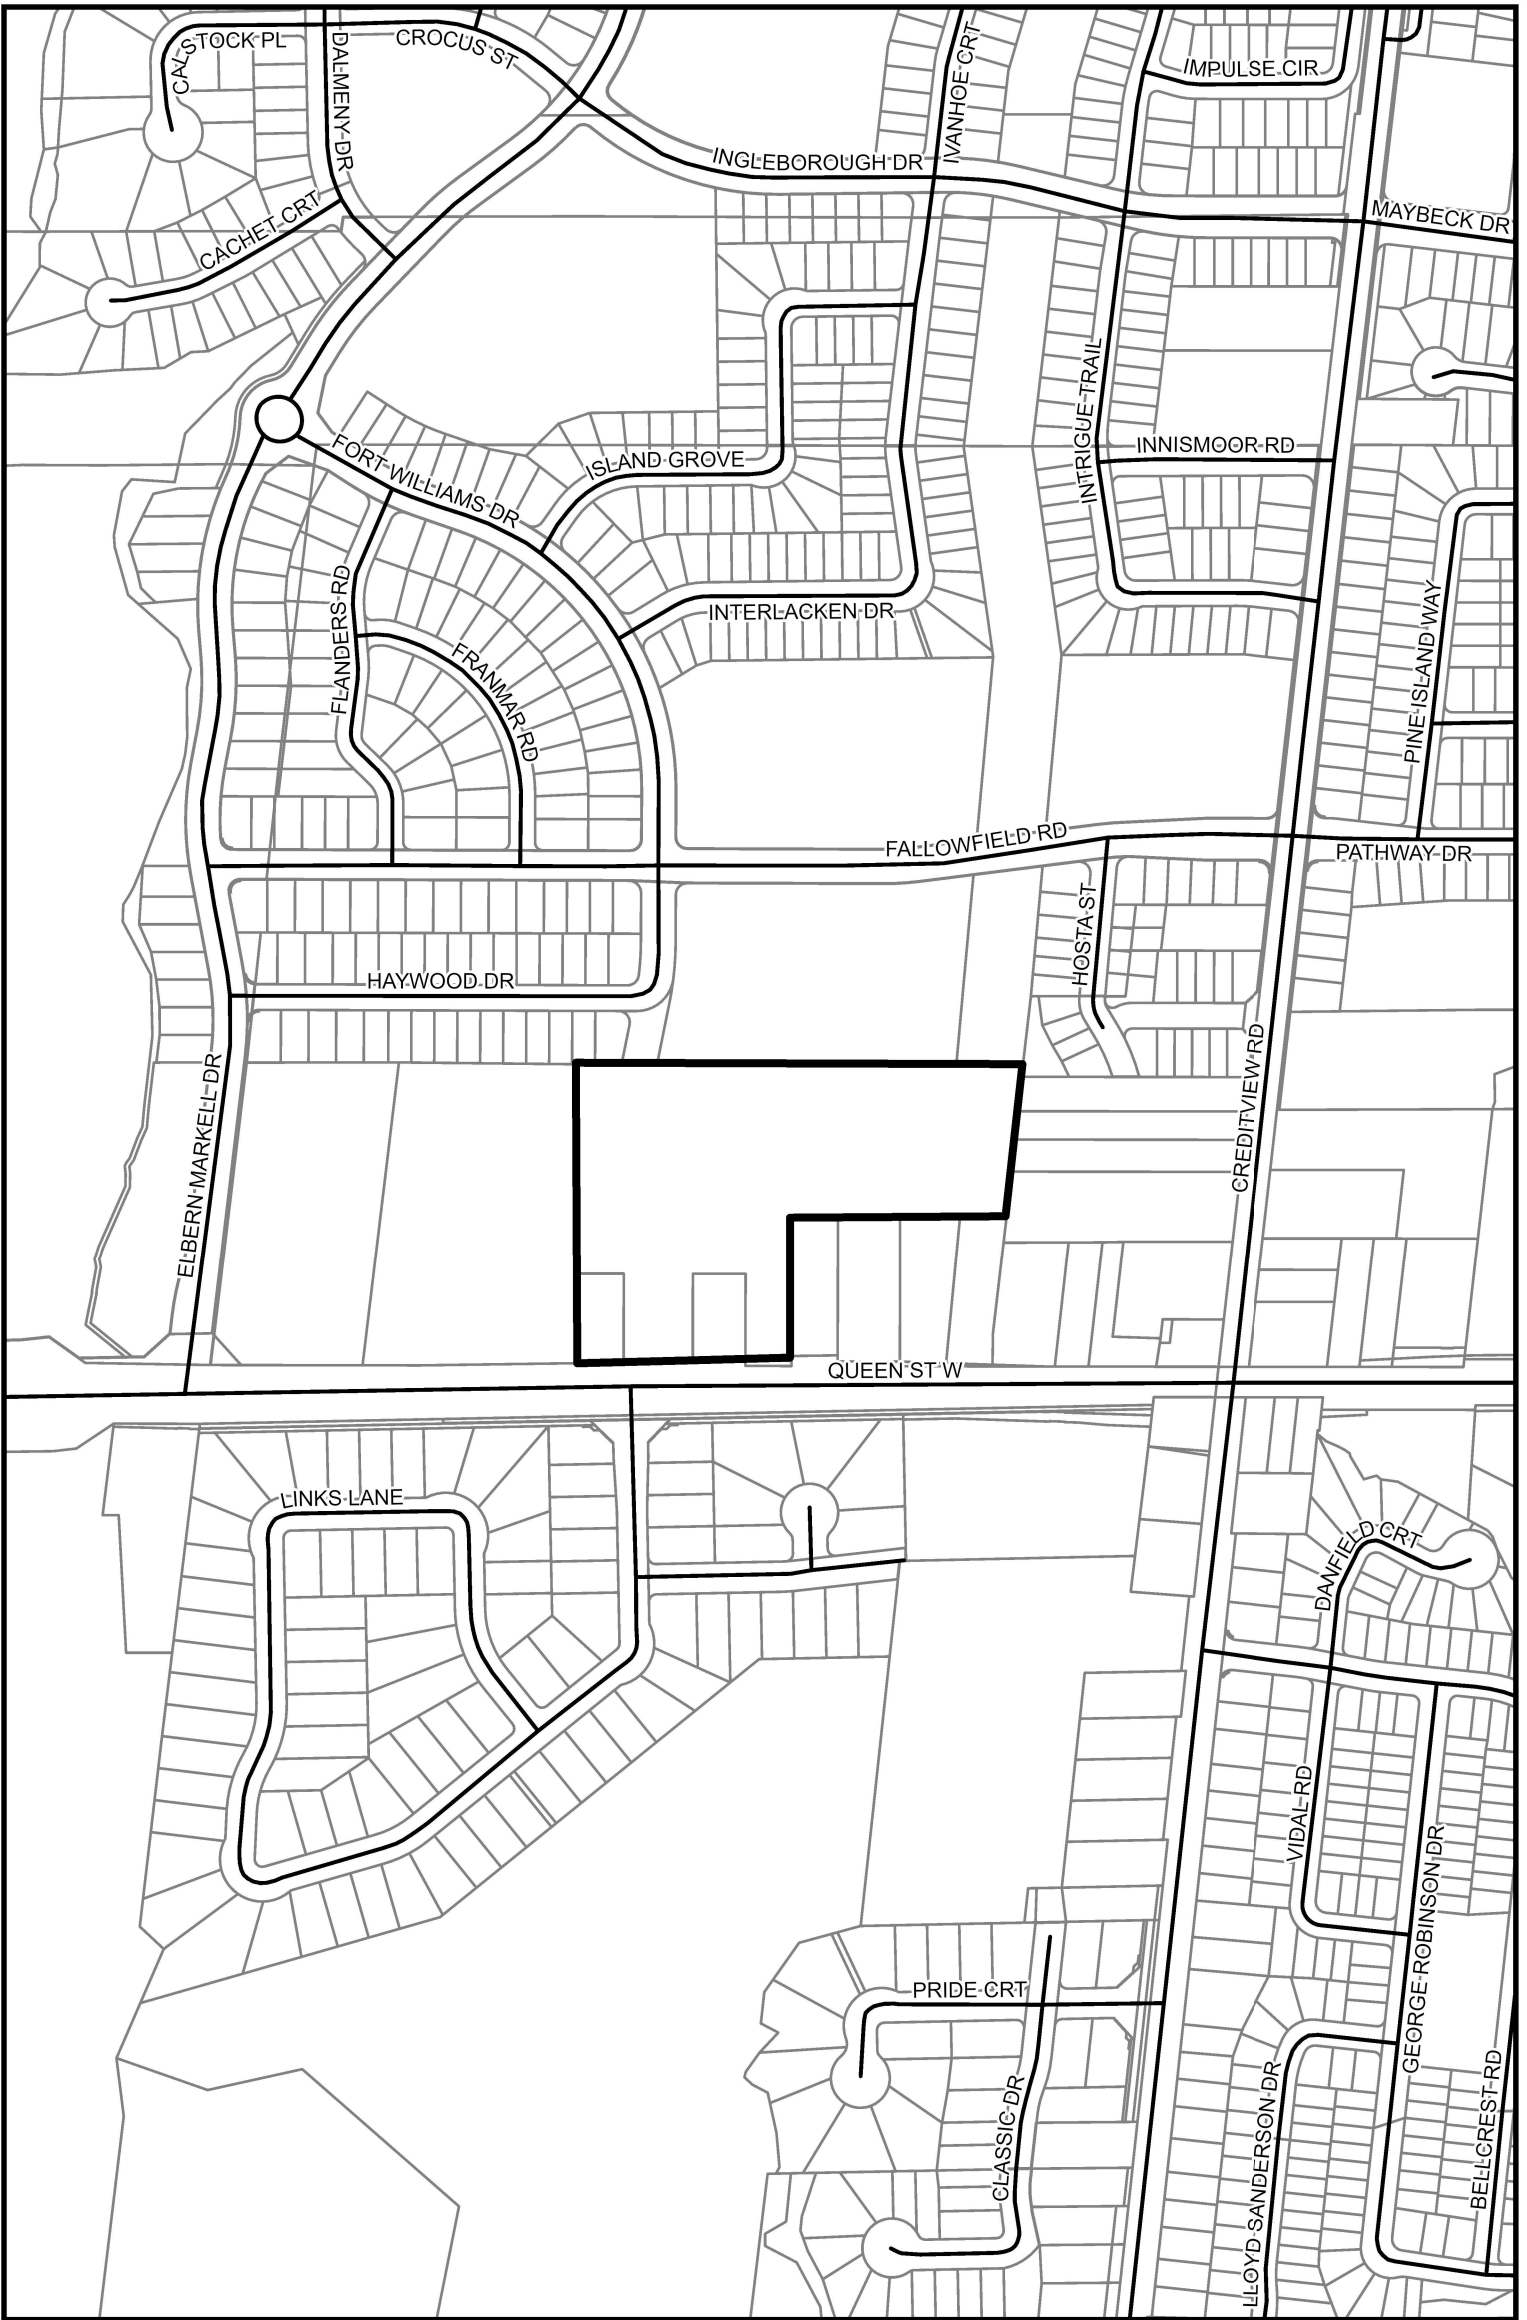 CALSTOCK PL
DALMENY DR
CROCUS ST
IVANHOE CRT
IMPULSE CIR
INGLEBOROUGH DR
MAYBECK DR
CACHET CRT
INTRIGUE TRAIL
INNISMOOR RD
FORT WILLIAMS DR
ISLAND GROVE
FLANDERS RD
INTERLACKEN DR
PINE ISLAND WAY
FRANMAR RD
FALLOWFIELD RD
PATHWAY DR
HOSTA ST
HAYWOOD DR
CREDITVIEW RD
ELBERN MARKELL DR
QUEEN ST W
LINKS LANE
DANFIELD CRT
VIDAL RD
GEORGE ROBINSON DR
PRIDE CRT
CLASSIC DR
LLOYD SANDERSON DR
BELLCREST RD